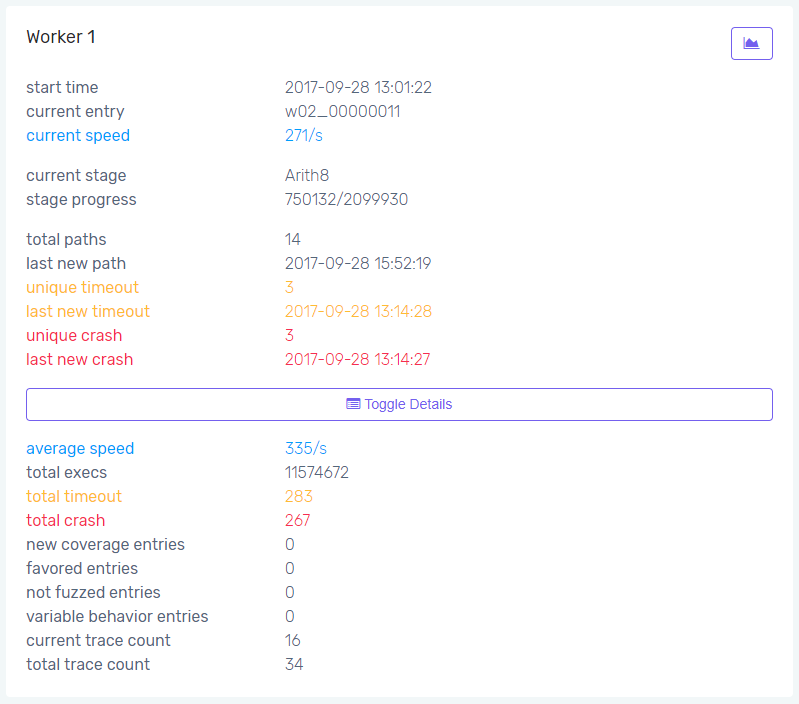 Worker 1
start time 2017-09-28 13:01:22
current entry w02_00000011
current speed 271/s
current stage Arith8
stage progress 750132/2099930
total paths 14
last new path 2017-09-28 15:52:19
unique timeout 3
last new timeout 2017-09-28 13:14:28
unique crash 3
last new crash 2017-09-28 13:14:27
Toggle Details
average speed 335/s
total execs 11574672
total timeout 283
total crash 267
new coverage entries 0
favored entries 0
not fuzzed entries 0
variable behavior entries 0
current trace count 16
total trace count 34